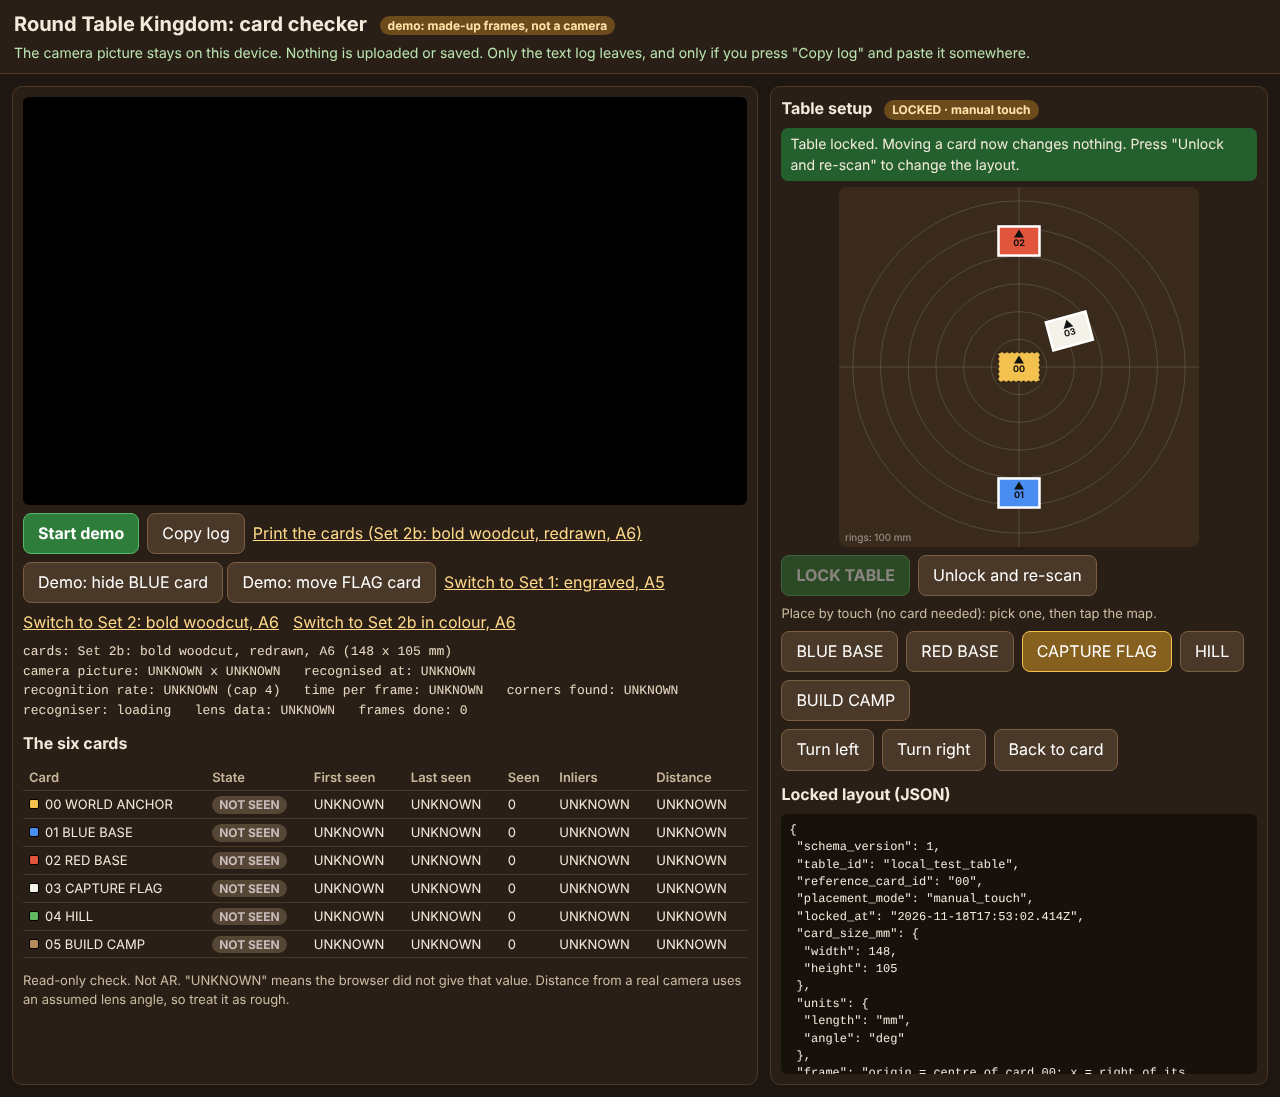 Round Table Kingdom: card checker demo: made-up frames, not a camera
The camera picture stays on this device. Nothing is uploaded or saved. Only the text log leaves, and only if you press "Copy log" and paste it somewhere.
Start demo Copy log Print the cards (Set 2b: bold woodcut, redrawn, A6)
Demo: hide BLUE card Demo: move FLAG card Switch to Set 1: engraved, A5
Switch to Set 2: bold woodcut, A6 Switch to Set 2b in colour, A6
cards: Set 2b: bold woodcut, redrawn, A6 (148 x 105 mm)
camera picture: UNKNOWN x UNKNOWN recognised at: UNKNOWN
recognition rate: UNKNOWN (cap 4) time per frame: UNKNOWN corners found: UNKNOWN
recogniser: loading lens data: UNKNOWN frames done: 0
The six cards
Card State First seen Last seen Seen Inliers Distance
00 WORLD ANCHOR NOT SEEN UNKNOWN UNKNOWN 0 UNKNOWN UNKNOWN
01 BLUE BASE NOT SEEN UNKNOWN UNKNOWN 0 UNKNOWN UNKNOWN
02 RED BASE NOT SEEN UNKNOWN UNKNOWN 0 UNKNOWN UNKNOWN
03 CAPTURE FLAG NOT SEEN UNKNOWN UNKNOWN 0 UNKNOWN UNKNOWN
04 HILL NOT SEEN UNKNOWN UNKNOWN 0 UNKNOWN UNKNOWN
05 BUILD CAMP NOT SEEN UNKNOWN UNKNOWN 0 UNKNOWN UNKNOWN
Read-only check. Not AR. "UNKNOWN" means the browser did not give that value. Distance from a real camera uses
an assumed lens angle, so treat it as rough.
Table setup LOCKED · manual touch
Table locked. Moving a card now changes nothing. Press "Unlock
and re-scan" to change the layout.
02
03
00
01
rings: 100 mm
LOCK TABLE Unlock and re-scan
Place by touch (no card needed): pick one, then tap the map.
BLUE BASE RED BASE CAPTURE FLAG HILL
BUILD CAMP
Turn left Turn right Back to card
Locked layout (JSON)
{
"schema_version": 1,
"table_id": "local_test_table",
"reference_card_id": "00",
"placement_mode": "manual_touch",
"locked_at": "2026-11-18T17:53:02.414Z",
"card_size_mm": {
"width": 148,
"height": 105
},
"units": {
"length": "mm",
"angle": "deg"
},
"frame": "origin = centre of card 00; x = right of its